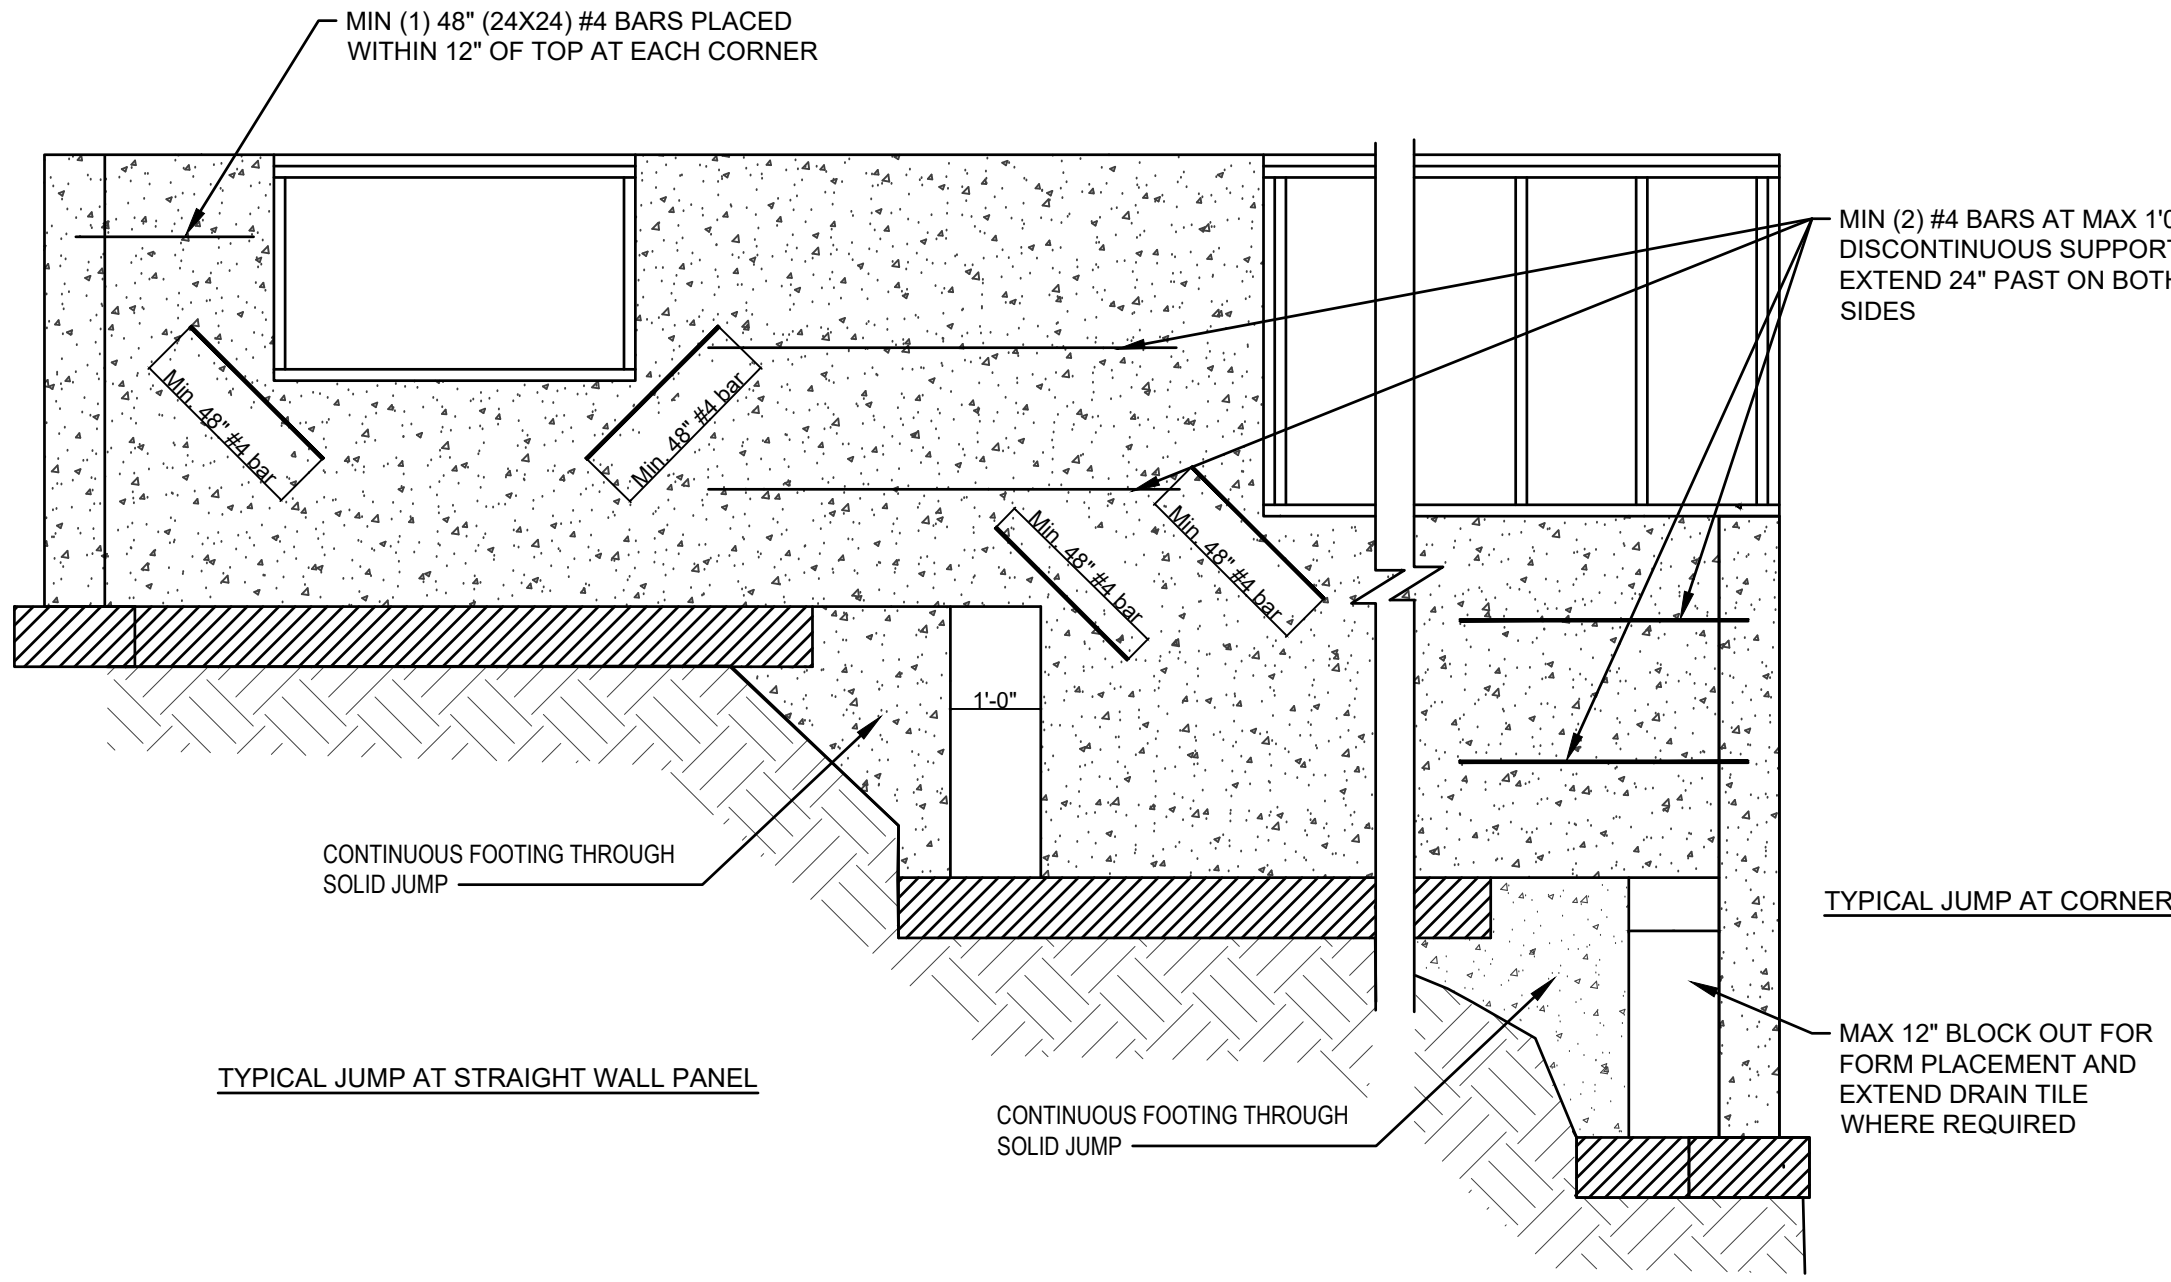 MIN (1) 48" (24X24) #4 BARS PLACED
WITHIN 12" OF TOP AT EACH CORNER
MIN (2) #4 BARS AT MAX 1'0
DISCONTINUOUS SUPPORT
EXTEND 24" PAST ON BOTH
SIDES
Min. 48" #4 bar
Min. 48" #4 bar
Min. 48" #4 bar
Min. 48" #4 bar
1'-0"
CONTINUOUS FOOTING THROUGH
SOLID JUMP
TYPICAL JUMP AT CORNER
TYPICAL JUMP AT STRAIGHT WALL PANEL
MAX 12" BLOCK OUT FOR
FORM PLACEMENT AND
EXTEND DRAIN TILE
WHERE REQUIRED
CONTINUOUS FOOTING THROUGH
SOLID JUMP